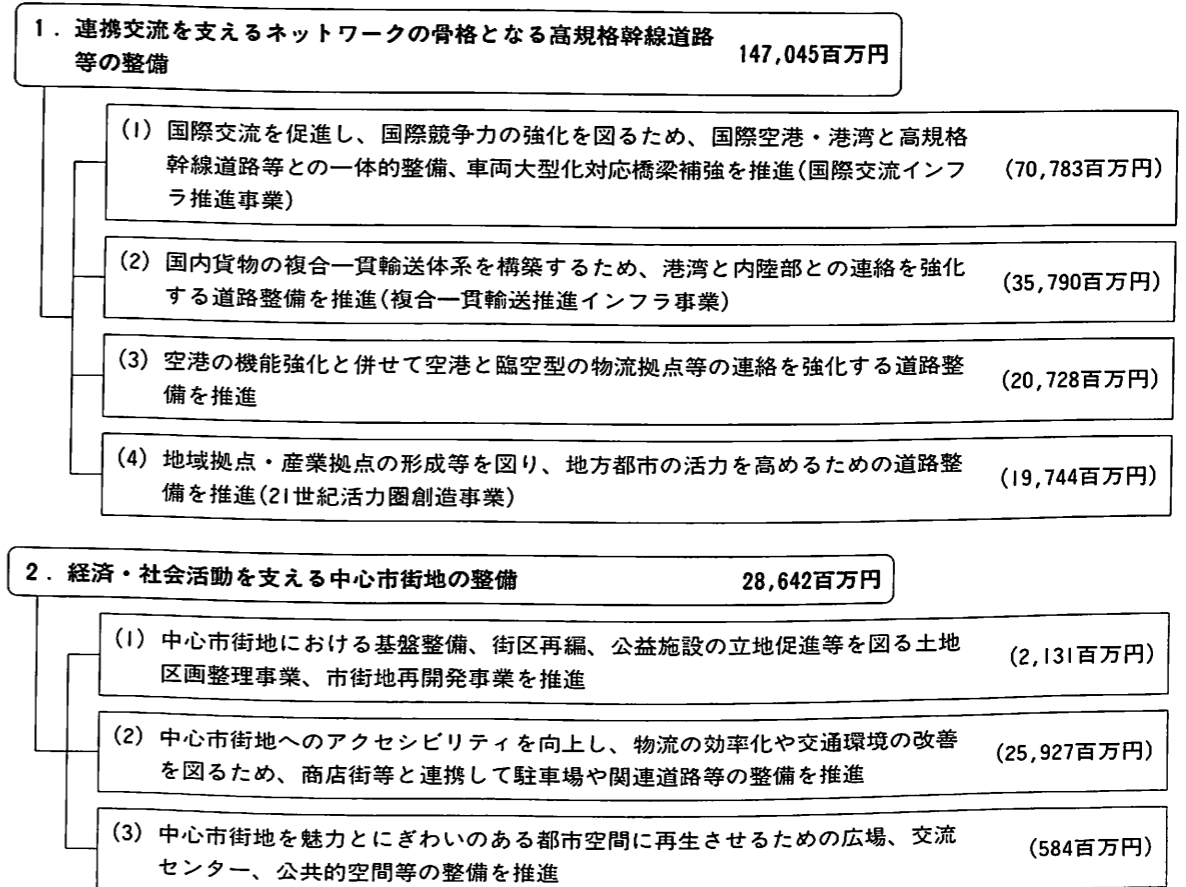 1. 連携交流を支えるネットワークの骨格となる高規格幹線道路
等の整備
147,045百万円
(1) 国際交流を促進し、国際競争力の強化を図るため、国際空港・港湾と高規格
幹線道路等との一体的整備、車両大型化対応橋梁補強を推進(国際交流インフ
ラ推進事業)
(70,783百万円)
(2) 国内貨物の複合一貫輸送体系を構築するため、港湾と内陸部との連絡を強化
する道路整備を推進(複合一貫輸送推進インフラ事業)
(35,790百万円)
(3) 空港の機能強化と併せて空港と臨空型の物流拠点等の連絡を強化する道路整
備を推進
(20,728百万円)
(4) 地域拠点・産業拠点の形成等を図り、地方都市の活力を高めるための道路整
備を推進(21世紀活力圏創造事業)
(19,744百万円)
2. 経済・社会活動を支える中心市街地の整備 28,642百万円
(1) 中心市街地における基盤整備、街区再編、公益施設の立地促進等を図る土地
区画整理事業、市街地再開発事業を推進
(2,131百万円)
(2) 中心市街地へのアクセシビリティを向上し、物流の効率化や交通環境の改善
を図るため、商店街等と連携して駐車場や関連道路等の整備を推進
(25,927百万円)
(3) 中心市街地を魅力とにぎわいのある都市空間に再生させるための広場、交流
センター、公共的空間等の整備を推進
(584百万円)